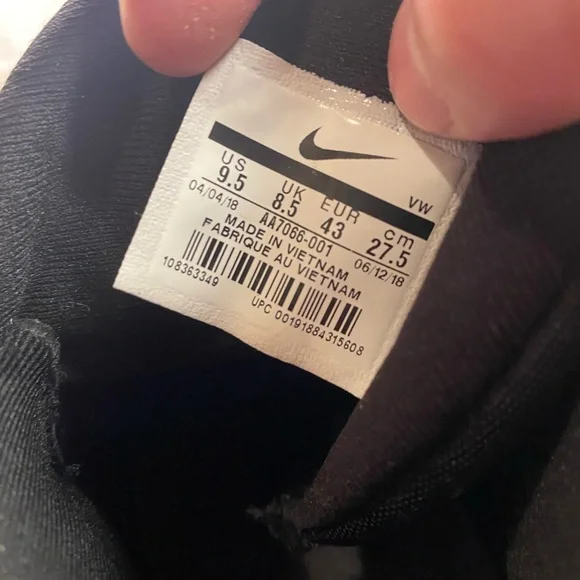 VW
US UK EUR cm
9.5 8.5 43 27.5
04/04/18 AA7066-001 06/12/18
MADE IN VIETNAM
FABRIQUE AU VIETNAM
108363349
UPC 00191884315608